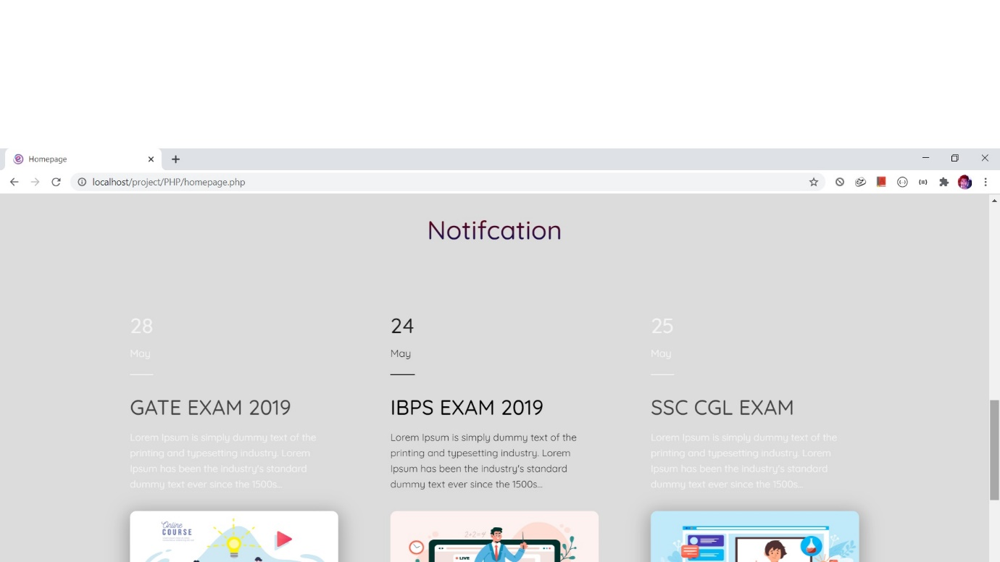 Homepage
localhost/project/PHP/homepage.php
Notifcation
28
May
GATE EXAM 2019
Lorem Ipsum is simply dummy text of the
printing and typesetting industry. Lorem
Ipsum has been the industry's standard
dummy text ever since the 1500s...
24
May
IBPS EXAM 2019
Lorem Ipsum is simply dummy text of the
printing and typesetting industry. Lorem
Ipsum has been the industry's standard
dummy text ever since the 1500s...
25
May
SSC CGL EXAM
Lorem Ipsum is simply dummy text of the
printing and typesetting industry. Lorem
Ipsum has been the industry's standard
dummy text ever since the 1500s...
Online
COURSE
2+2=4
LIVE